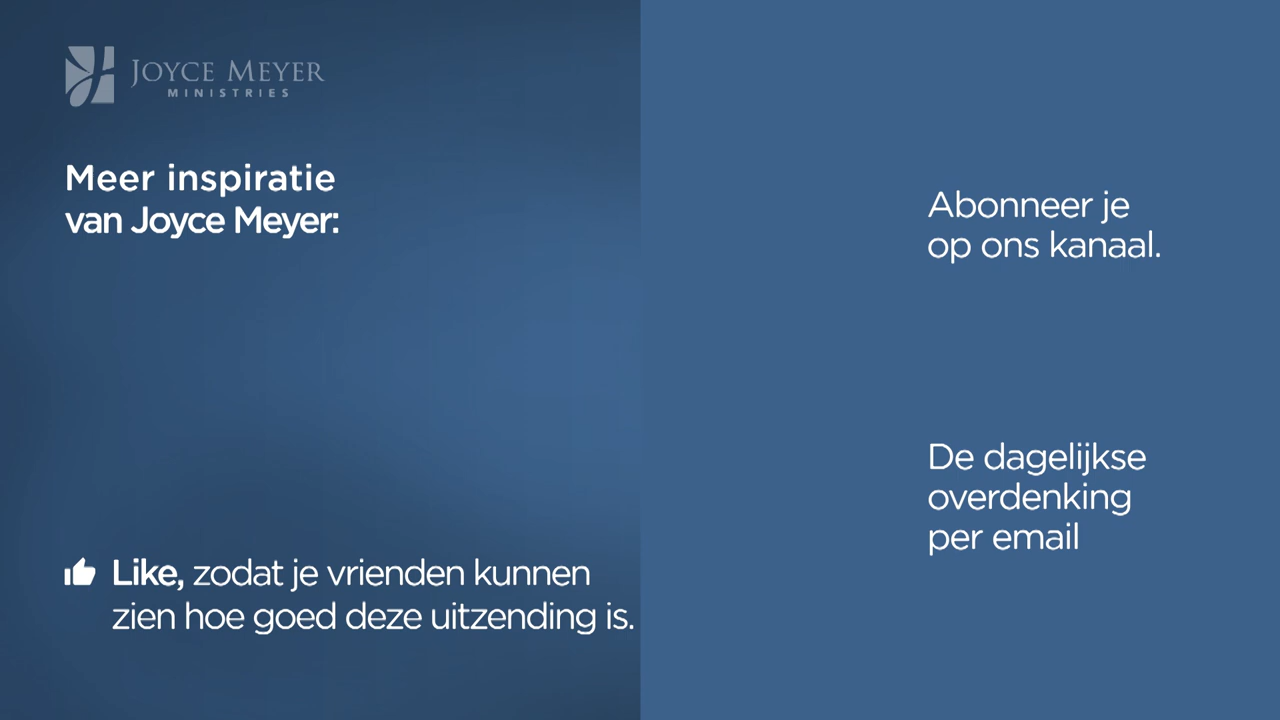 JOYCE MEYER
MINISTRIES
Meer inspiratie
van Joyce Meyer:
Abonneer je
op ons kanaal.
De dagelijkse
overdenking
per email
Like, zodat je vrienden kunnen
zien hoe goed deze uitzending is.